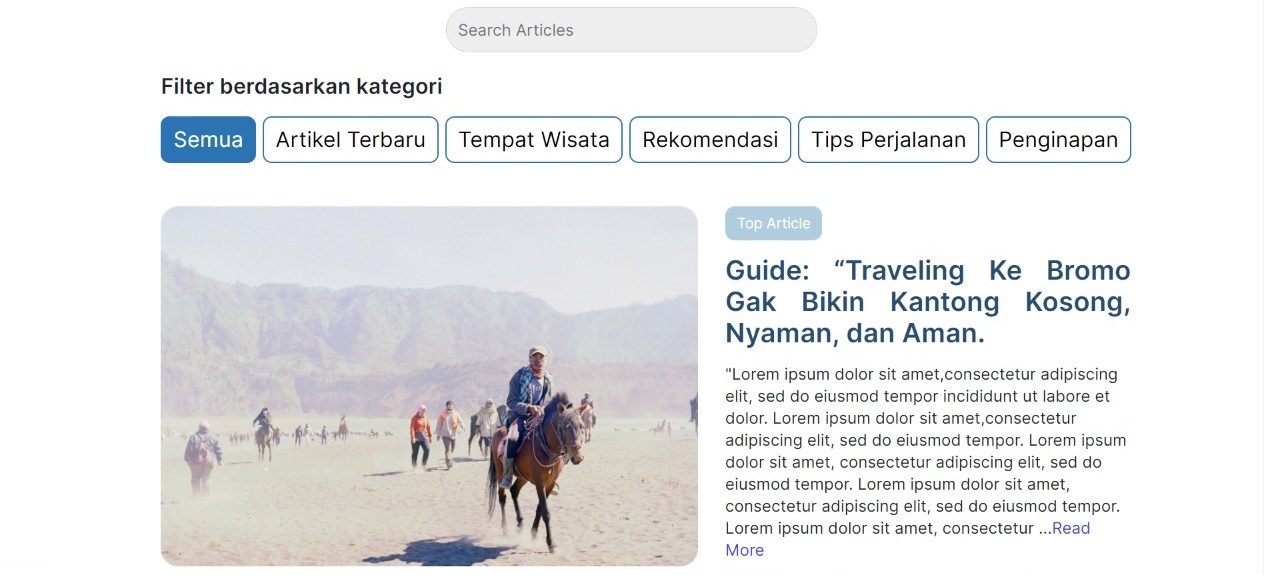 Search Articles
Filter berdasarkan kategori
Semua
Artikel Terbaru
Tempat Wisata
Rekomendasi
Tips Perjalanan
Penginapan
Top Article
Guide: “Traveling Ke Bromo
Gak Bikin Kantong Kosong,
Nyaman, dan Aman.
"Lorem ipsum dolor sit amet,consectetur adipiscing
elit, sed do eiusmod tempor incididunt ut labore et
dolor. Lorem ipsum dolor sit amet,consectetur
adipiscing elit, sed do eiusmod tempor. Lorem ipsum
dolor sit amet, consectetur adipiscing elit, sed do
eiusmod tempor. Lorem ipsum dolor sit amet,
consectetur adipiscing elit, sed do eiusmod tempor.
Lorem ipsum dolor sit amet, consectetur ...Read
More